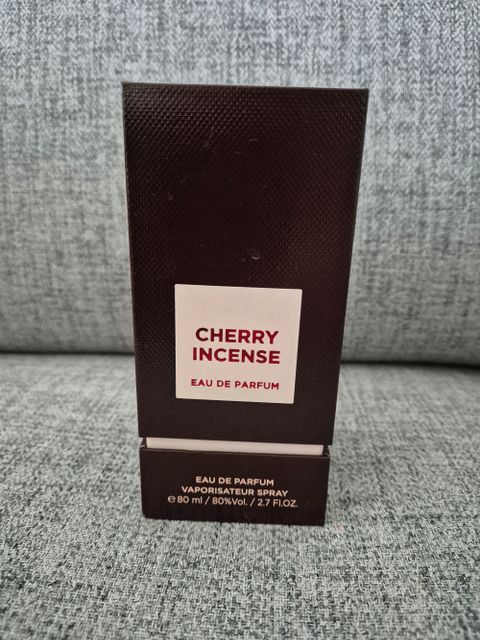 CHERRY
INCENSE
EAU DE PARFUM
EAU DE PARFUM
VAPORISATEUR SPRAY
℮ 80 ml / 80%Vol. / 2.7 Fl.OZ.